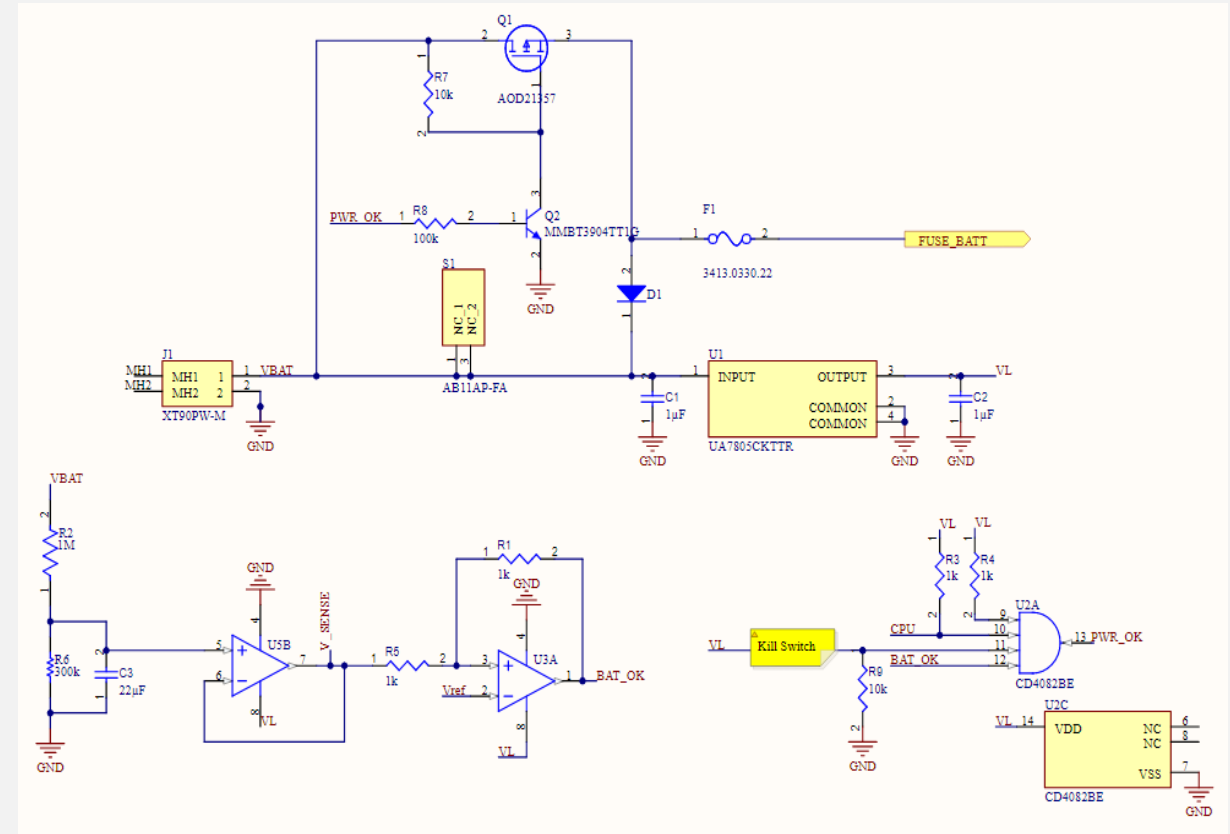 Q1
2
3
1
R7
10k
1
2
AOD21357
3
PWR_OK
1
R8
2
100k
1
Q2
MMBT3904TT1G
2
GND
F1
1
2
3413.0330.22
FUSE_BATT
S1
NC_1
NC_2
1
3
AB11AP-FA
2
D1
1
J1
MH1
MH2
MH1
MH2
1
2
1
2
VBAT
XT90PW-M
GND
2
C1
1µF
1
GND
U1
1
INPUT
OUTPUT
3
COMMON
2
COMMON
4
UA7805CKTTR
GND
VL
2
C2
1µF
1
GND
VBAT
2
R2
1M
1
R6
300k
2
C3
22µF
1
GND
GND
4
5
6
U5B
7
8
VL
V_SENSE
1
R5
2
1k
1
R1
2
1k
GND
4
3
Vref
2
U3A
1
BAT_OK
8
VL
VL
Kill Switch
R9
10k
2
GND
VL
VL
1
R3
1k
2
1
R4
1k
2
U2A
9
CPU
10
11
BAT_OK
12
13
PWR_OK
CD4082BE
U2C
VL
14
VDD
NC
6
NC
8
VSS
7
CD4082BE
GND